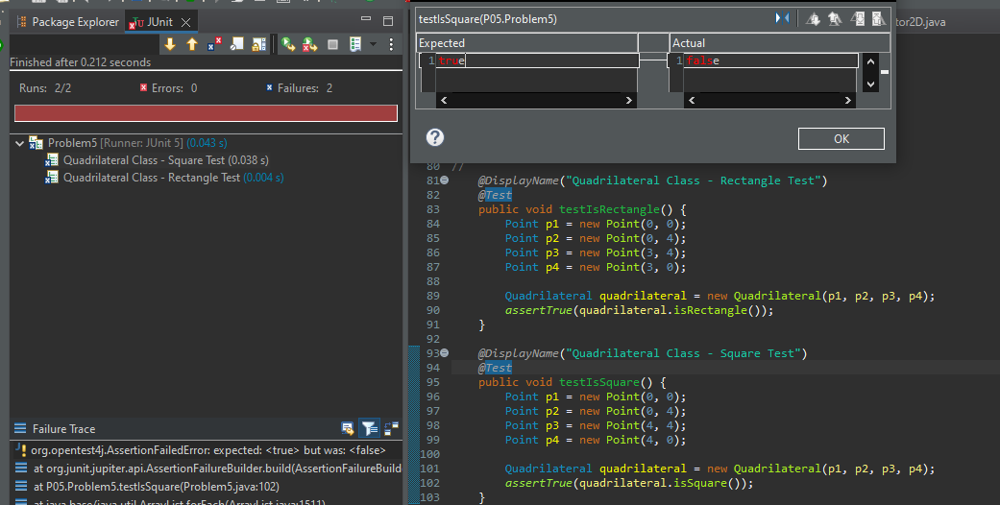 Package Explorer
JUnit
Finished after 0.212 seconds
Runs: 2/2
Errors: 0
Failures: 2
Problem5 [Runner: JUnit 5] (0.043 s)
Quadrilateral Class - Square Test (0.038 s)
Quadrilateral Class - Rectangle Test (0.004 s)
Failure Trace
org.opentest4j.AssertionFailedError: expected: <true> but was: <false>
at org.junit.jupiter.api.AssertionFailureBuilder.build(AssertionFailureBuild
at P05.Problem5.testIsSquare(Problem5.java:102)
at java.base/java.util.ArrayList.forEach(ArrayList.java:1511)
testIsSquare(P05.Problem5)
Expected
Actual
1 true
1 false
OK
tor2D.java
80 //
81 @DisplayName("Quadrilateral Class - Rectangle Test")
82 @Test
83 public void testIsRectangle() {
84 Point p1 = new Point(0, 0);
85 Point p2 = new Point(0, 4);
86 Point p3 = new Point(3, 4);
87 Point p4 = new Point(3, 0);
88
89 Quadrilateral quadrilateral = new Quadrilateral(p1, p2, p3, p4);
90 assertTrue(quadrilateral.isRectangle());
91 }
92
93 @DisplayName("Quadrilateral Class - Square Test")
94 @Test
95 public void testIsSquare() {
96 Point p1 = new Point(0, 0);
97 Point p2 = new Point(0, 4);
98 Point p3 = new Point(4, 4);
99 Point p4 = new Point(4, 0);
100
101 Quadrilateral quadrilateral = new Quadrilateral(p1, p2, p3, p4);
102 assertTrue(quadrilateral.isSquare());
103 }